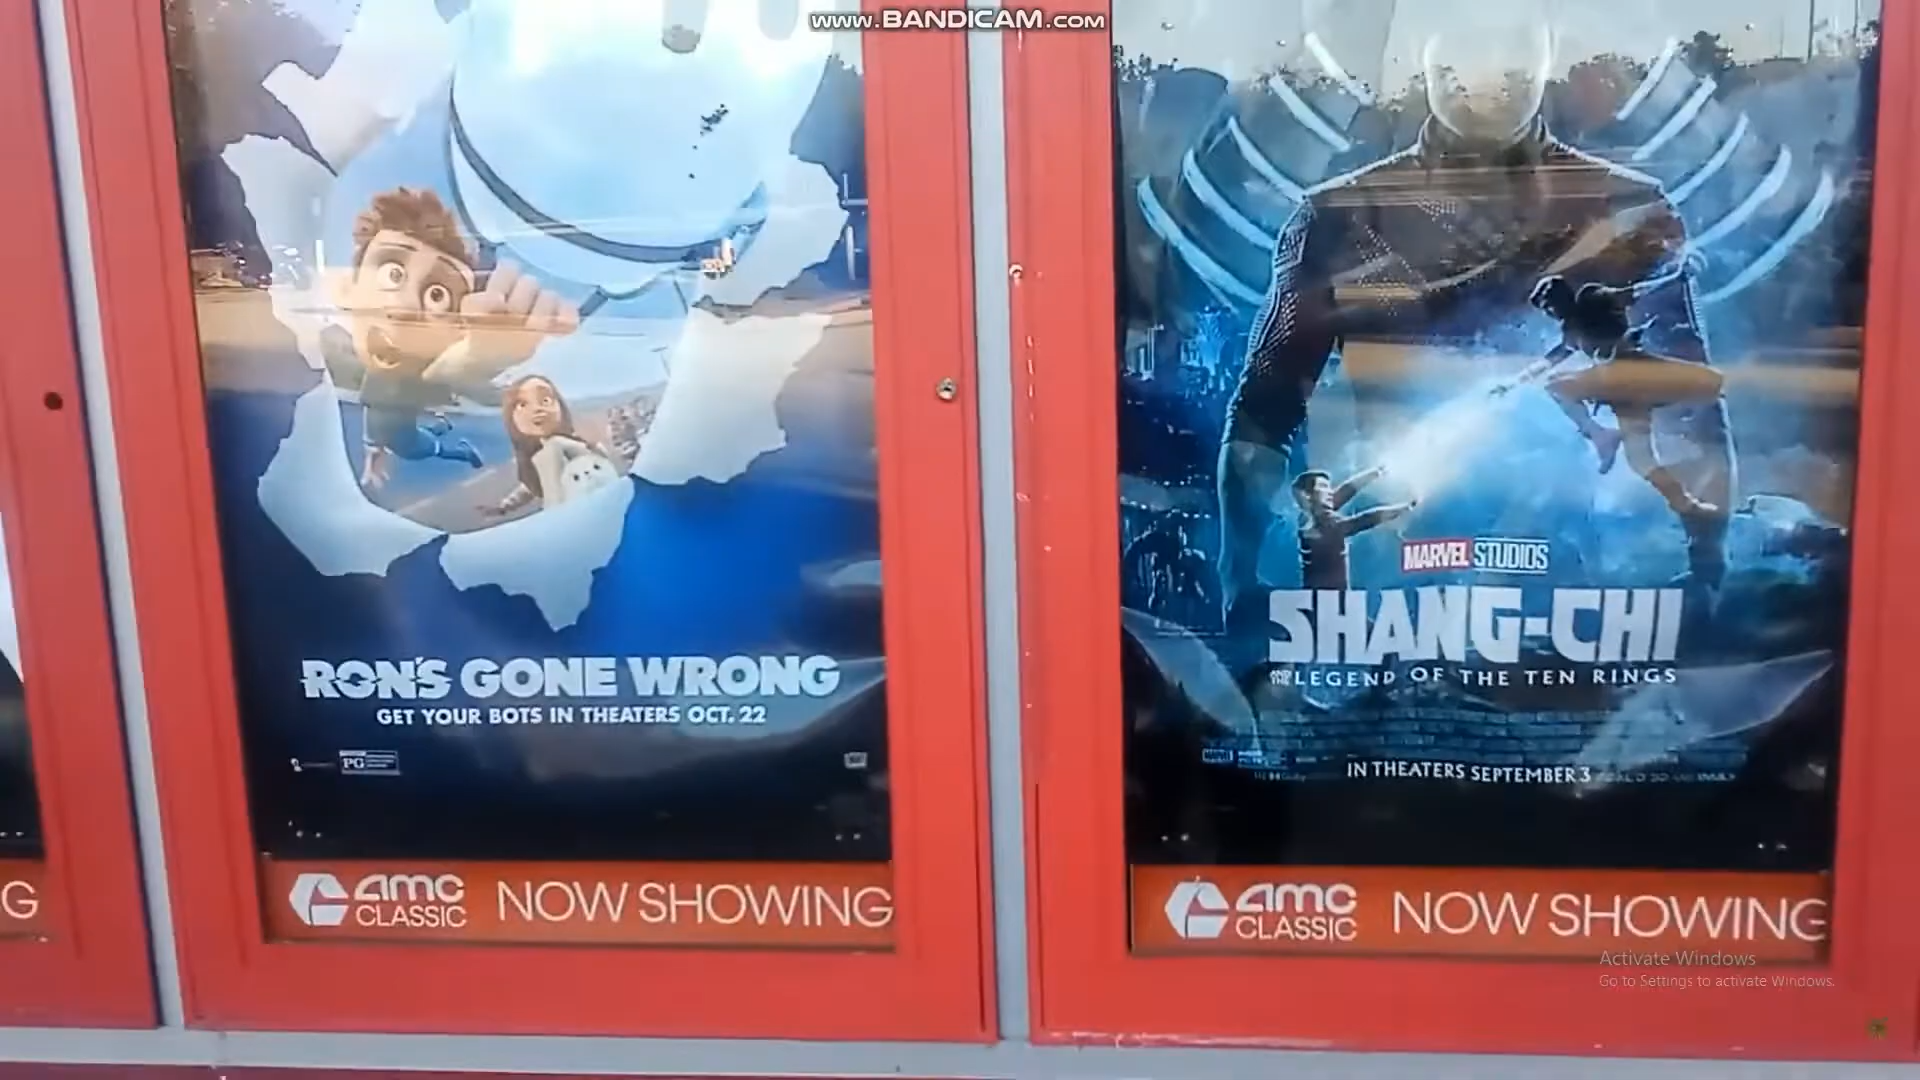 www.BANDICAM.com
RON'S GONE WRONG
GET YOUR BOTS IN THEATERS OCT. 22
PG
MARVEL STUDIOS
SHANG-CHI
AND THE LEGEND OF THE TEN RINGS
IN THEATERS SEPTEMBER 3
G
amc CLASSIC NOW SHOWING
amc CLASSIC NOW SHOWING
Activate Windows
Go to Settings to activate Windows.